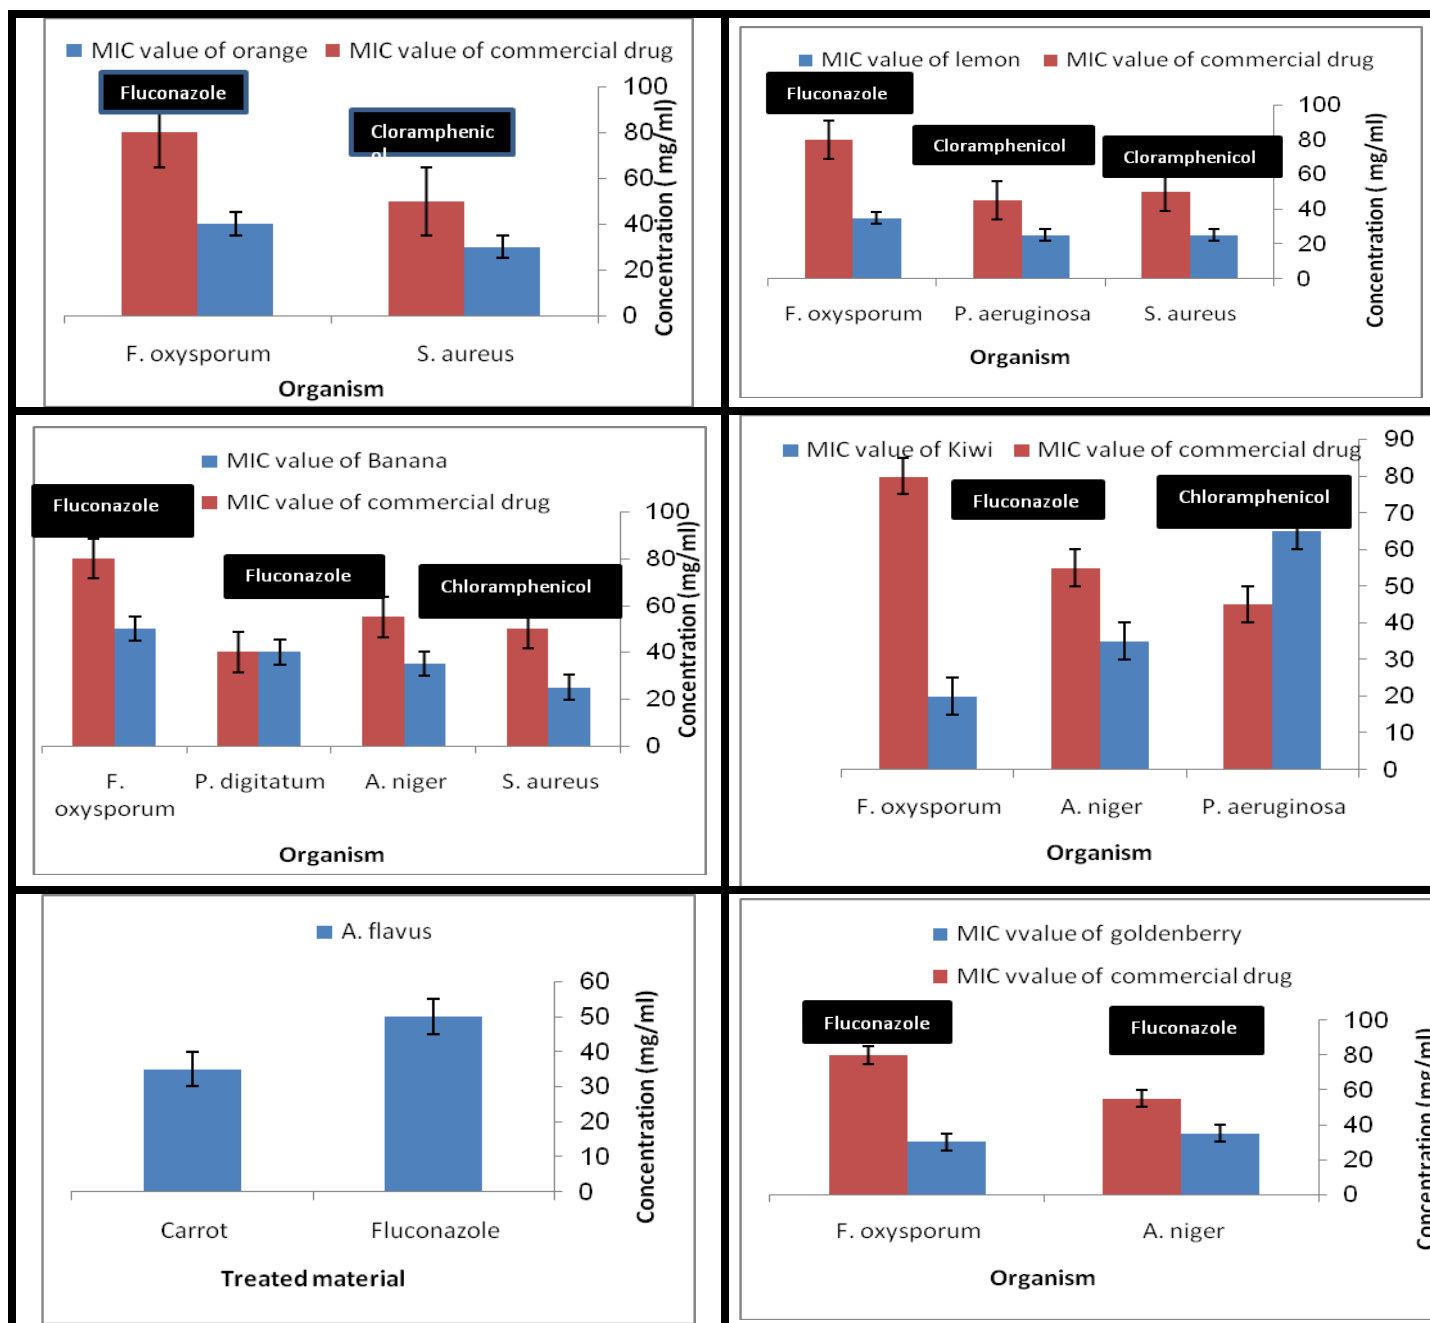 MIC value of orange MIC value of commercial drug
Fluconazole
Cloramphenic
ol
100
80
60
40
20
0
Concentration ( mg/ml)
F. oxysporum S. aureus
Organism
MIC value of lemon MIC value of commercial drug
Fluconazole
Cloramphenicol
Cloramphenicol
100
80
60
40
20
0
Concentration ( mg/ml)
F. oxysporum P. aeruginosa S. aureus
Organism
MIC value of Banana
MIC value of commercial drug
Fluconazole
Fluconazole
Chloramphenicol
100
80
60
40
20
0
Concentration (mg/ml)
F. oxysporum P. digitatum A. niger S. aureus
Organism
MIC value of Kiwi MIC value of commercial drug
Fluconazole
Chloramphenicol
90
80
70
60
50
40
30
20
10
0
F. oxysporum A. niger P. aeruginosa
Organism
A. flavus
60
50
40
30
20
10
0
Concentration (mg/ml)
Carrot Fluconazole
Treated material
MIC vvalue of goldenberry
MIC vvalue of commercial drug
Fluconazole
Fluconazole
100
80
60
40
20
0
Concentration (mg/ml)
F. oxysporum A. niger
Organism